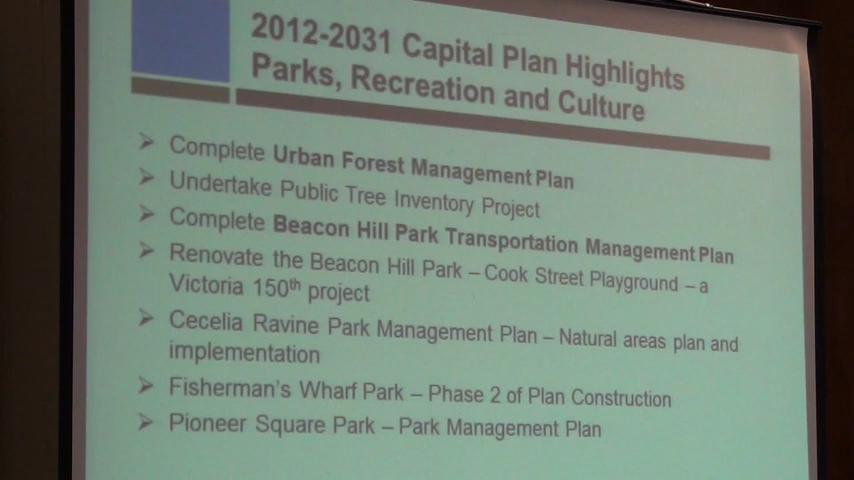 2012-2031 Capital Plan Highlights
Parks, Recreation and Culture
➢ Complete Urban Forest Management Plan
➢ Undertake Public Tree Inventory Project
➢ Complete Beacon Hill Park Transportation Management Plan
➢ Renovate the Beacon Hill Park – Cook Street Playground – a
Victoria 150th project
➢ Cecelia Ravine Park Management Plan – Natural areas plan and
implementation
➢ Fisherman's Wharf Park – Phase 2 of Plan Construction
➢ Pioneer Square Park – Park Management Plan